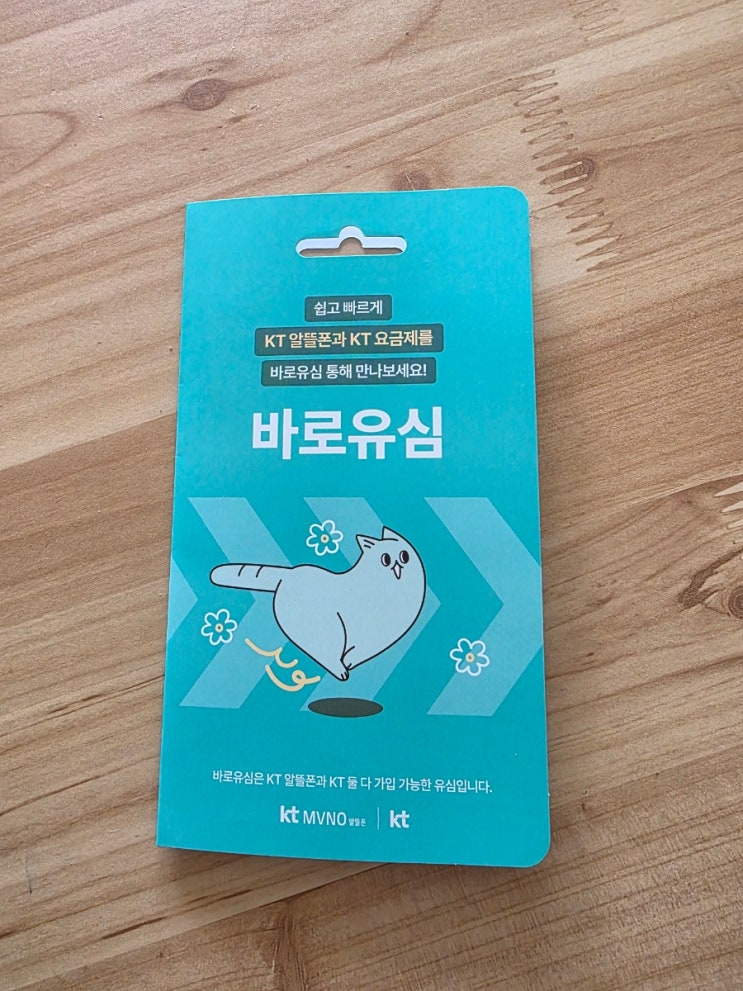 쉽고 빠르게
KT 알뜰폰과 KT 요금제를
바로유심 통해 만나보세요!
바로유심
바로유심은 KT 알뜰폰과 KT 둘 다 가입 가능한 유심입니다.
kt MVNO 알뜰폰 | kt